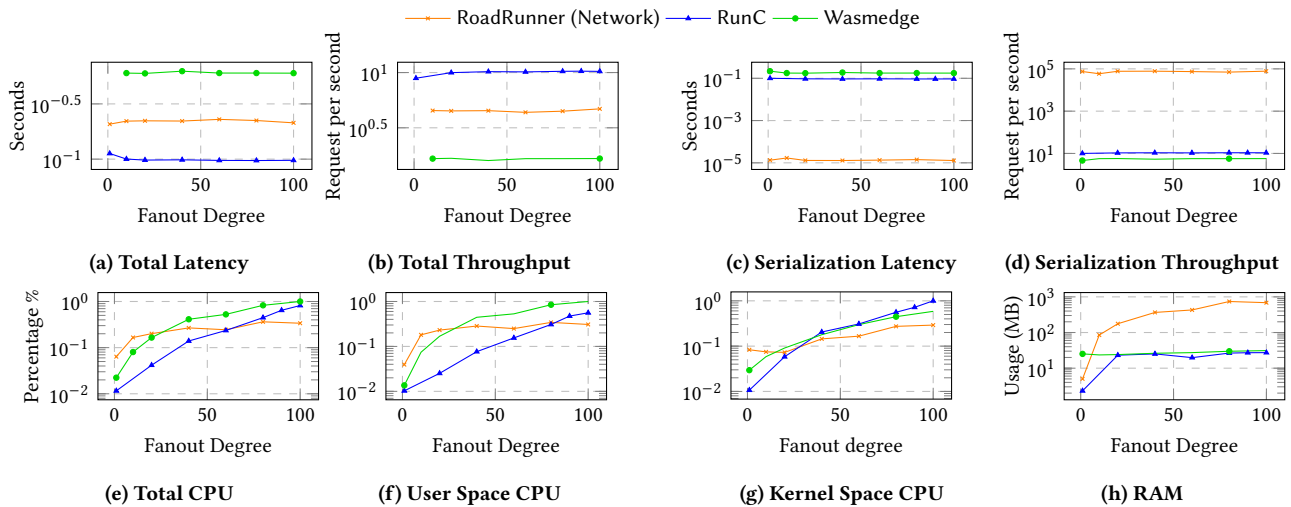 RoadRunner (Network) RunC Wasmedge
Seconds
10^-0.5
10^-1
0 50 100
Fanout Degree
(a) Total Latency
Request per second
10^1
10^0.5
0 50 100
Fanout Degree
(b) Total Throughput
Seconds
10^-1
10^-3
10^-5
0 50 100
Fanout Degree
(c) Serialization Latency
Request per second
10^5
10^3
10^1
0 50 100
Fanout Degree
(d) Serialization Throughput
Percentage %
10^0
10^-1
10^-2
0 50 100
Fanout Degree
(e) Total CPU
10^0
10^-1
10^-2
0 50 100
Fanout Degree
(f) User Space CPU
10^0
10^-1
10^-2
0 50 100
Fanout degree
(g) Kernel Space CPU
Usage (MB)
10^3
10^2
10^1
0 50 100
Fanout Degree
(h) RAM